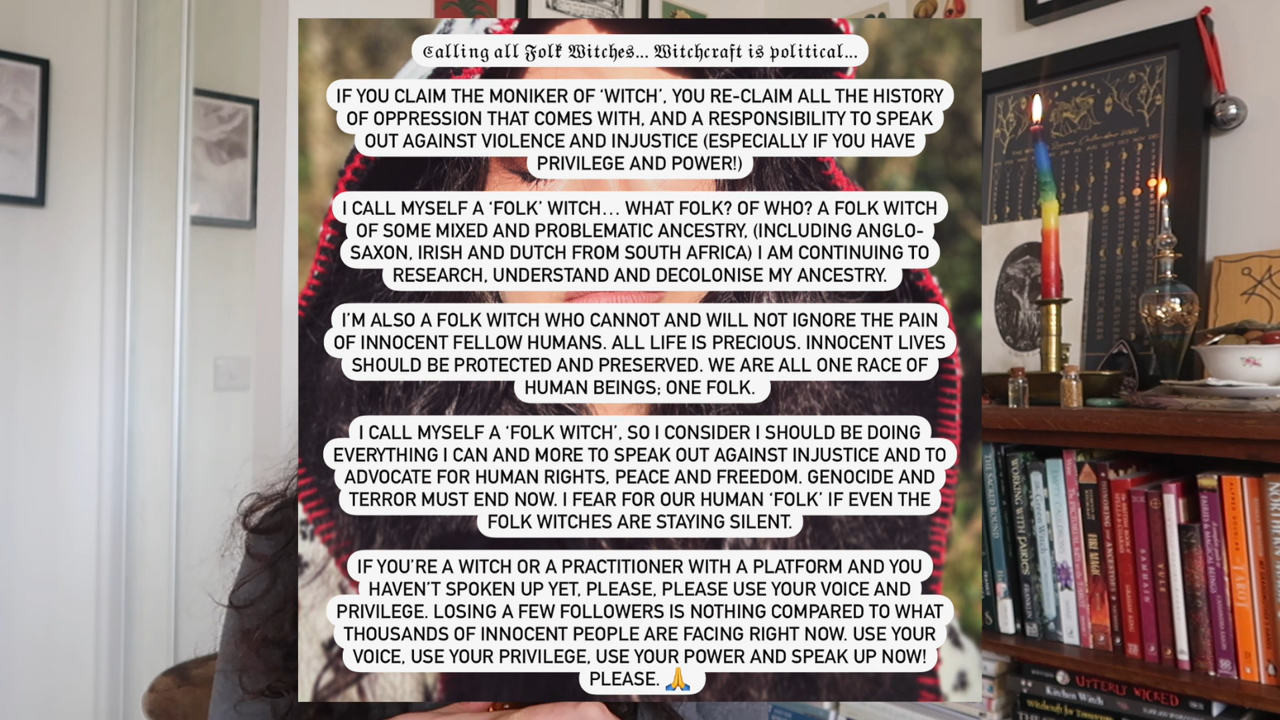 Calling all Folk Witches... Witchcraft is political...
IF YOU CLAIM THE MONIKER OF ‘WITCH’, YOU RE-CLAIM ALL THE HISTORY
OF OPPRESSION THAT COMES WITH, AND A RESPONSIBILITY TO SPEAK
OUT AGAINST VIOLENCE AND INJUSTICE (ESPECIALLY IF YOU HAVE
PRIVILEGE AND POWER!)
I CALL MYSELF A ‘FOLK’ WITCH... WHAT FOLK? OF WHO? A FOLK WITCH
OF SOME MIXED AND PROBLEMATIC ANCESTRY, (INCLUDING ANGLO-
SAXON, IRISH AND DUTCH FROM SOUTH AFRICA) I AM CONTINUING TO
RESEARCH, UNDERSTAND AND DECOLONISE MY ANCESTRY.
I’M ALSO A FOLK WITCH WHO CANNOT AND WILL NOT IGNORE THE PAIN
OF INNOCENT FELLOW HUMANS. ALL LIFE IS PRECIOUS. INNOCENT LIVES
SHOULD BE PROTECTED AND PRESERVED. WE ARE ALL ONE RACE OF
HUMAN BEINGS; ONE FOLK.
I CALL MYSELF A ‘FOLK WITCH’, SO I CONSIDER I SHOULD BE DOING
EVERYTHING I CAN AND MORE TO SPEAK OUT AGAINST INJUSTICE AND TO
ADVOCATE FOR HUMAN RIGHTS, PEACE AND FREEDOM. GENOCIDE AND
TERROR MUST END NOW. I FEAR FOR OUR HUMAN ‘FOLK’ IF EVEN THE
FOLK WITCHES ARE STAYING SILENT.
IF YOU’RE A WITCH OR A PRACTITIONER WITH A PLATFORM AND YOU
HAVEN’T SPOKEN UP YET, PLEASE, PLEASE USE YOUR VOICE AND
PRIVILEGE. LOSING A FEW FOLLOWERS IS NOTHING COMPARED TO WHAT
THOUSANDS OF INNOCENT PEOPLE ARE FACING RIGHT NOW. USE YOUR
VOICE, USE YOUR PRIVILEGE, USE YOUR POWER AND SPEAK UP NOW!
PLEASE. 🙏
THE SACRED ROUND
WORKING WITH FAIRIES
FIRE MAGIC
TAROT
UTTERLY WICKED
Kitchen Witch